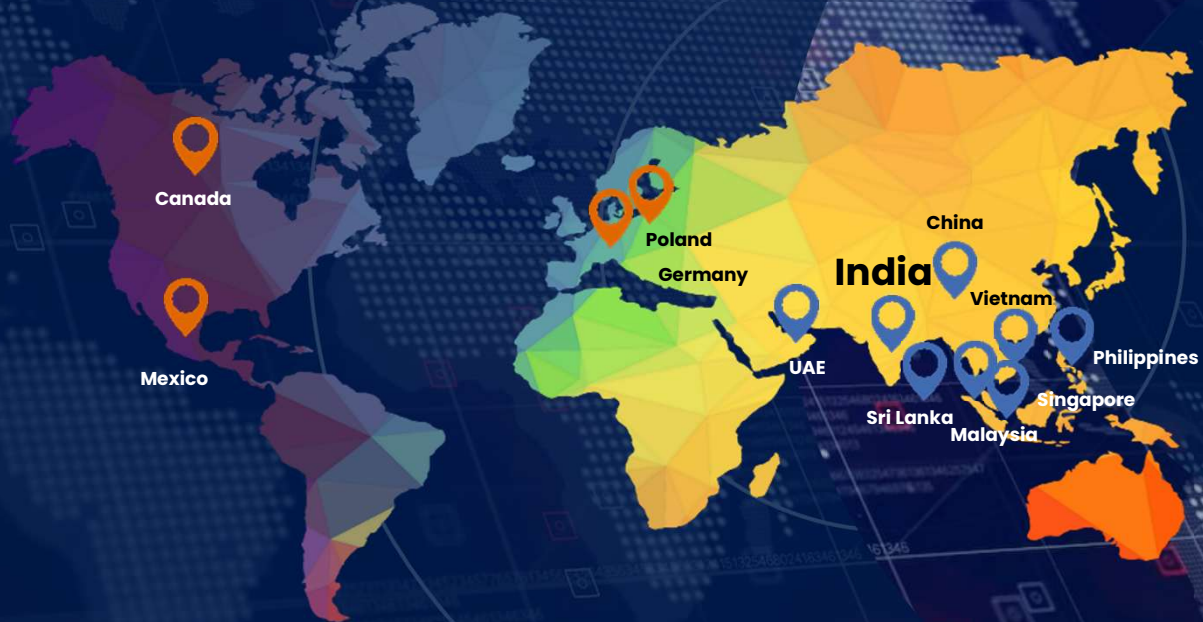 Canada
Mexico
Poland
Germany
China
India
Vietnam
UAE
Philippines
Sri Lanka
Singapore
Malaysia